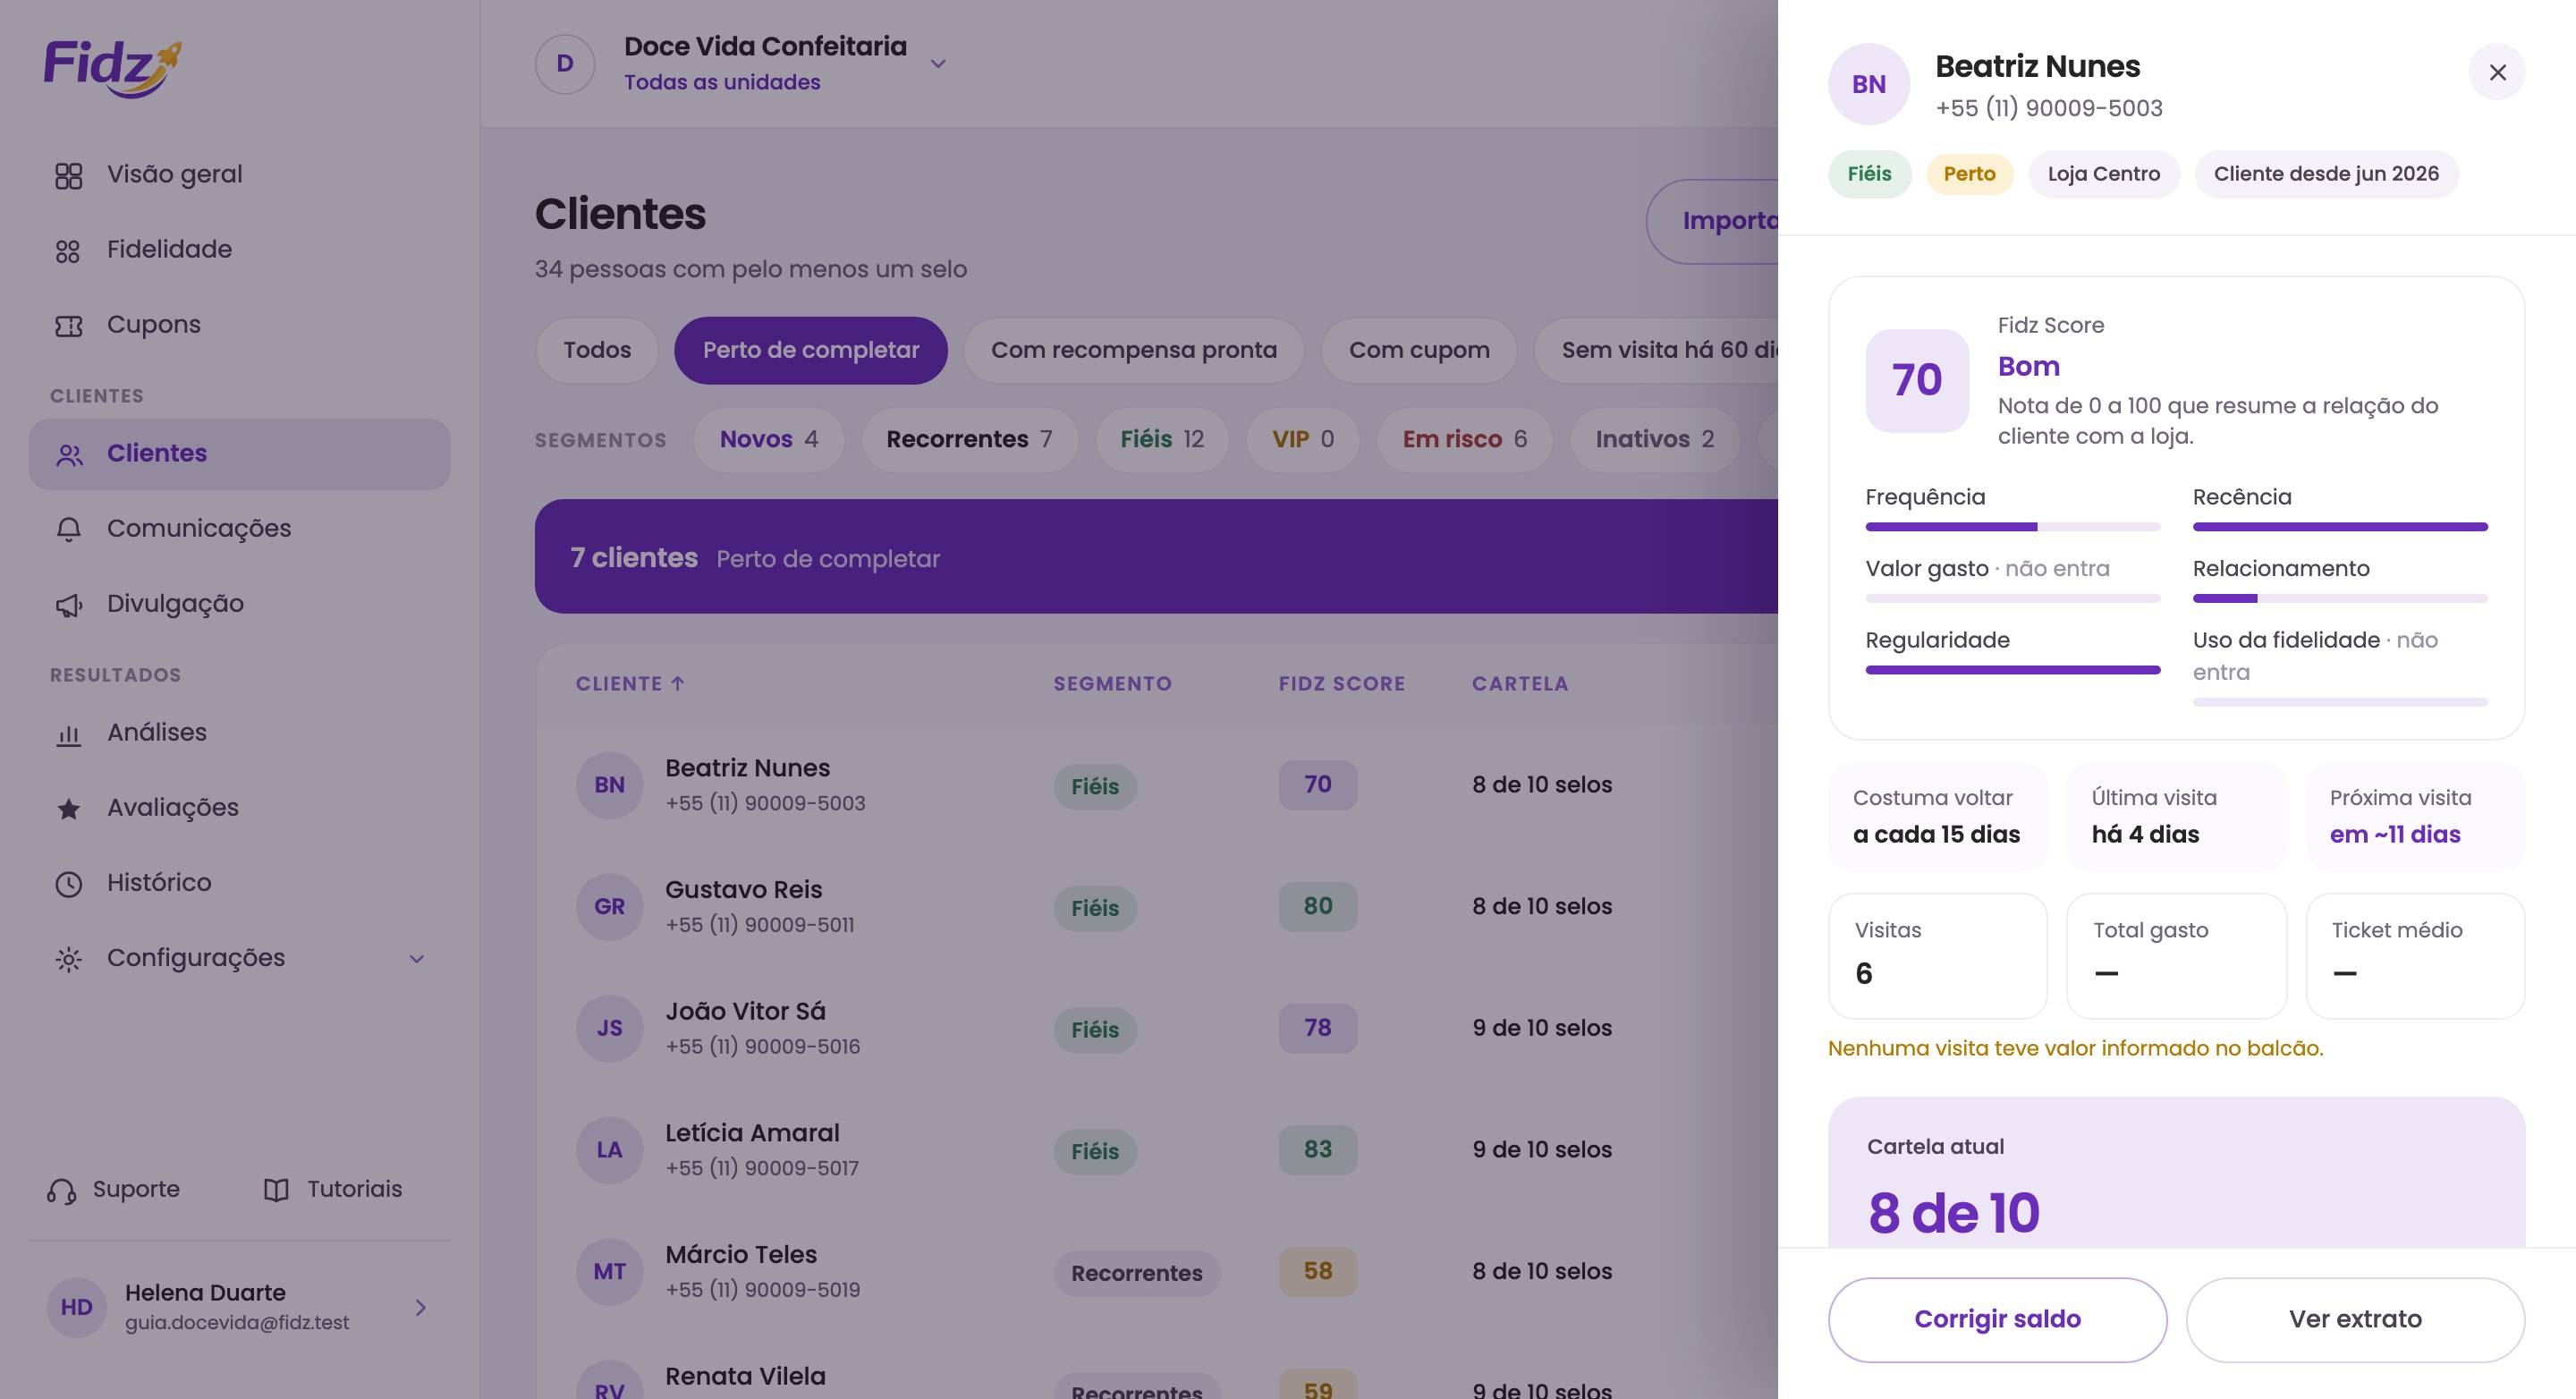 Fidz
Visão geral
Fidelidade
Cupons
CLIENTES
Clientes
Comunicações
Divulgação
RESULTADOS
Análises
Avaliações
Histórico
Configurações
Suporte
Tutoriais
HD
Helena Duarte
guia.docevida@fidz.test
D
Doce Vida Confeitaria
Todas as unidades
Clientes
34 pessoas com pelo menos um selo
Todos
Perto de completar
Com recompensa pronta
Com cupom
Sem visita há 60
SEGMENTOS
Novos 4
Recorrentes 7
Fiéis 12
VIP 0
Em risco 6
Inativos 2
7 clientes Perto de completar
CLIENTE ↑ SEGMENTO FIDZ SCORE CARTELA
BN Beatriz Nunes Fiéis 70 8 de 10 selos
+55 (11) 90009-5003
GR Gustavo Reis Fiéis 80 8 de 10 selos
+55 (11) 90009-5011
JS João Vitor Sá Fiéis 78 9 de 10 selos
+55 (11) 90009-5016
LA Letícia Amaral Fiéis 83 9 de 10 selos
+55 (11) 90009-5017
MT Márcio Teles Recorrentes 58 8 de 10 selos
+55 (11) 90009-5019
RV Renata Vilela Recorrentes 59 9 de 10 selos
BN
Beatriz Nunes
+55 (11) 90009-5003
Fiéis
Perto
Loja Centro
Cliente desde jun 2026
70
Fidz Score
Bom
Nota de 0 a 100 que resume a relação do
cliente com a loja.
Frequência
Recência
Valor gasto · não entra
Relacionamento
Regularidade
Uso da fidelidade · não
entra
Costuma voltar
a cada 15 dias
Última visita
há 4 dias
Próxima visita
em ~11 dias
Visitas
6
Total gasto
—
Ticket médio
—
Nenhuma visita teve valor informado no balcão.
Cartela atual
8 de 10
Corrigir saldo
Ver extrato